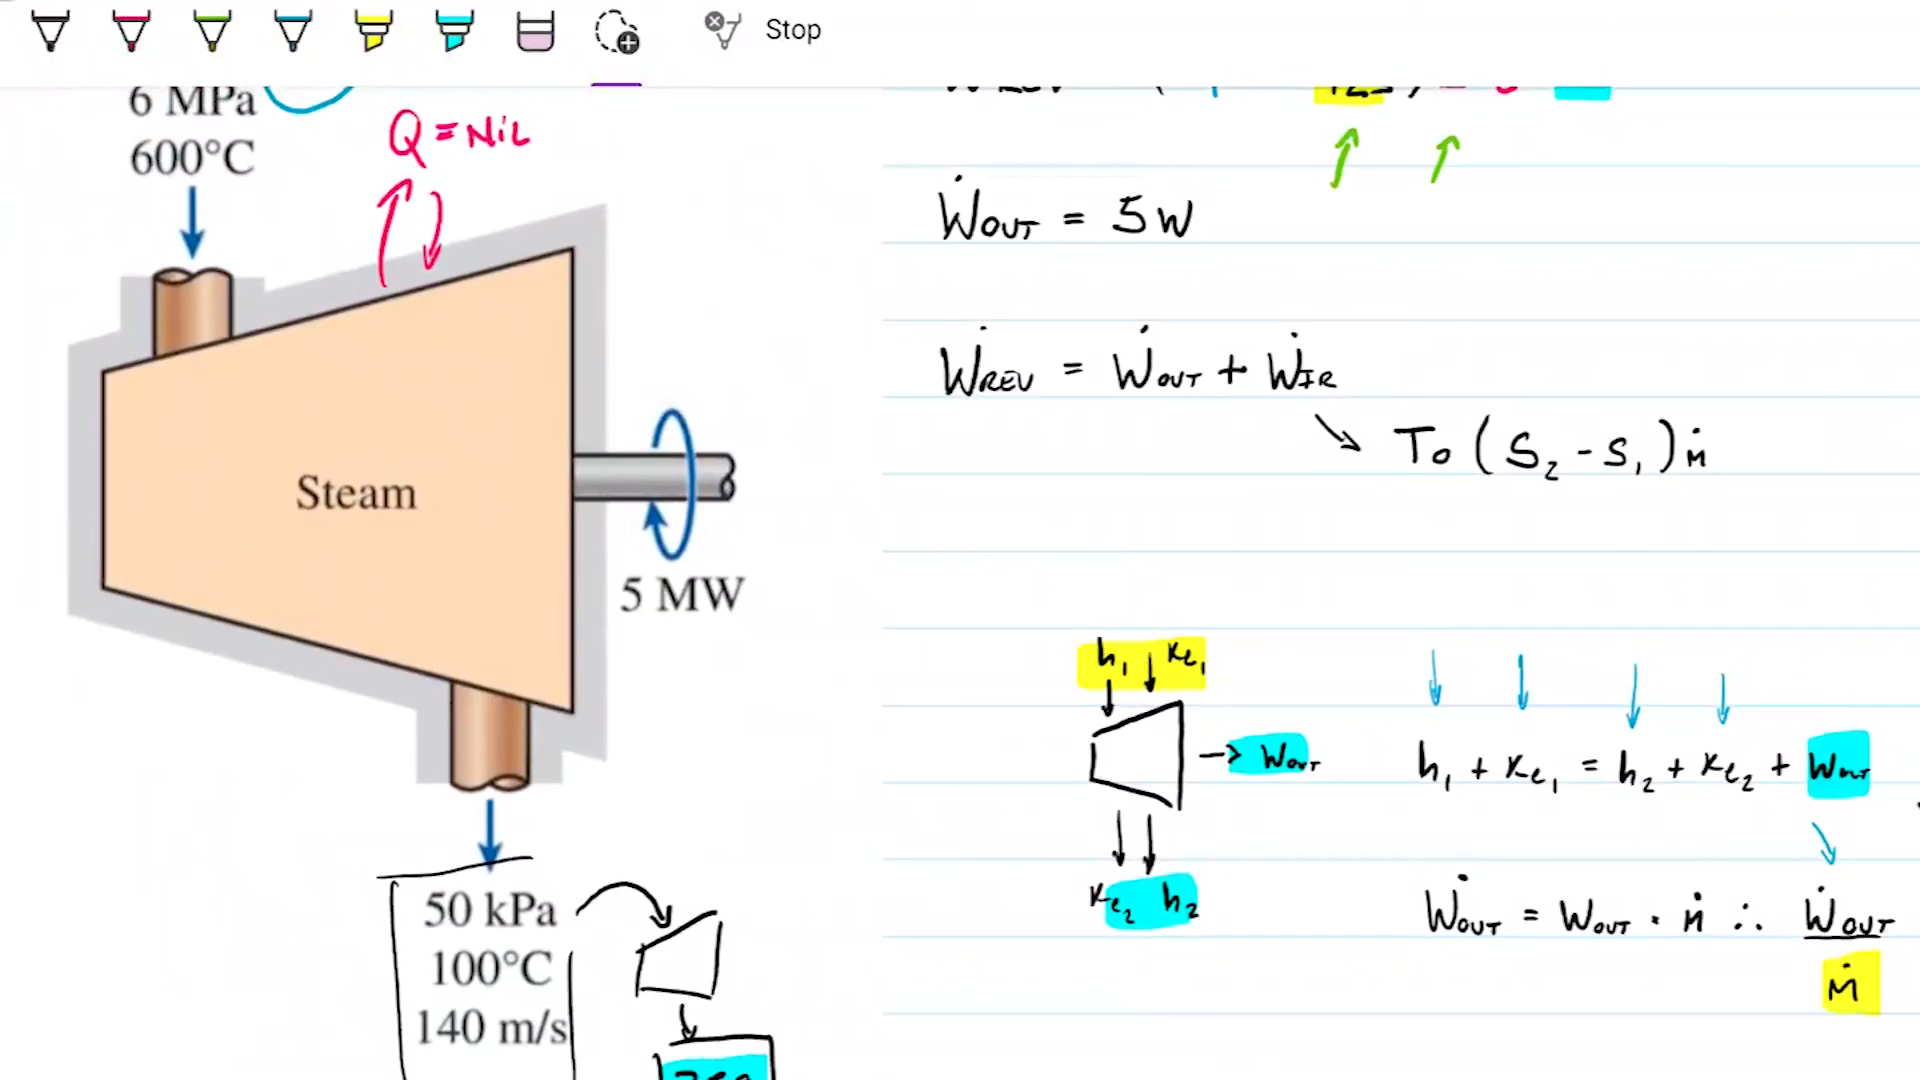 Stop
6 MPa
600°C
Q = NiL
Steam
5 MW
50 kPa
100°C
140 m/s
ẆOUT = 5W
ẆREV = ẆOUT + ẆIR
To (S2 - S1) ṁ
h1 Ke1
WOUT
Ke2 h2
h1 + Ke1 = h2 + Ke2 + WOUT
ẆOUT = WOUT · ṁ ∴ ẆOUT
ṁ